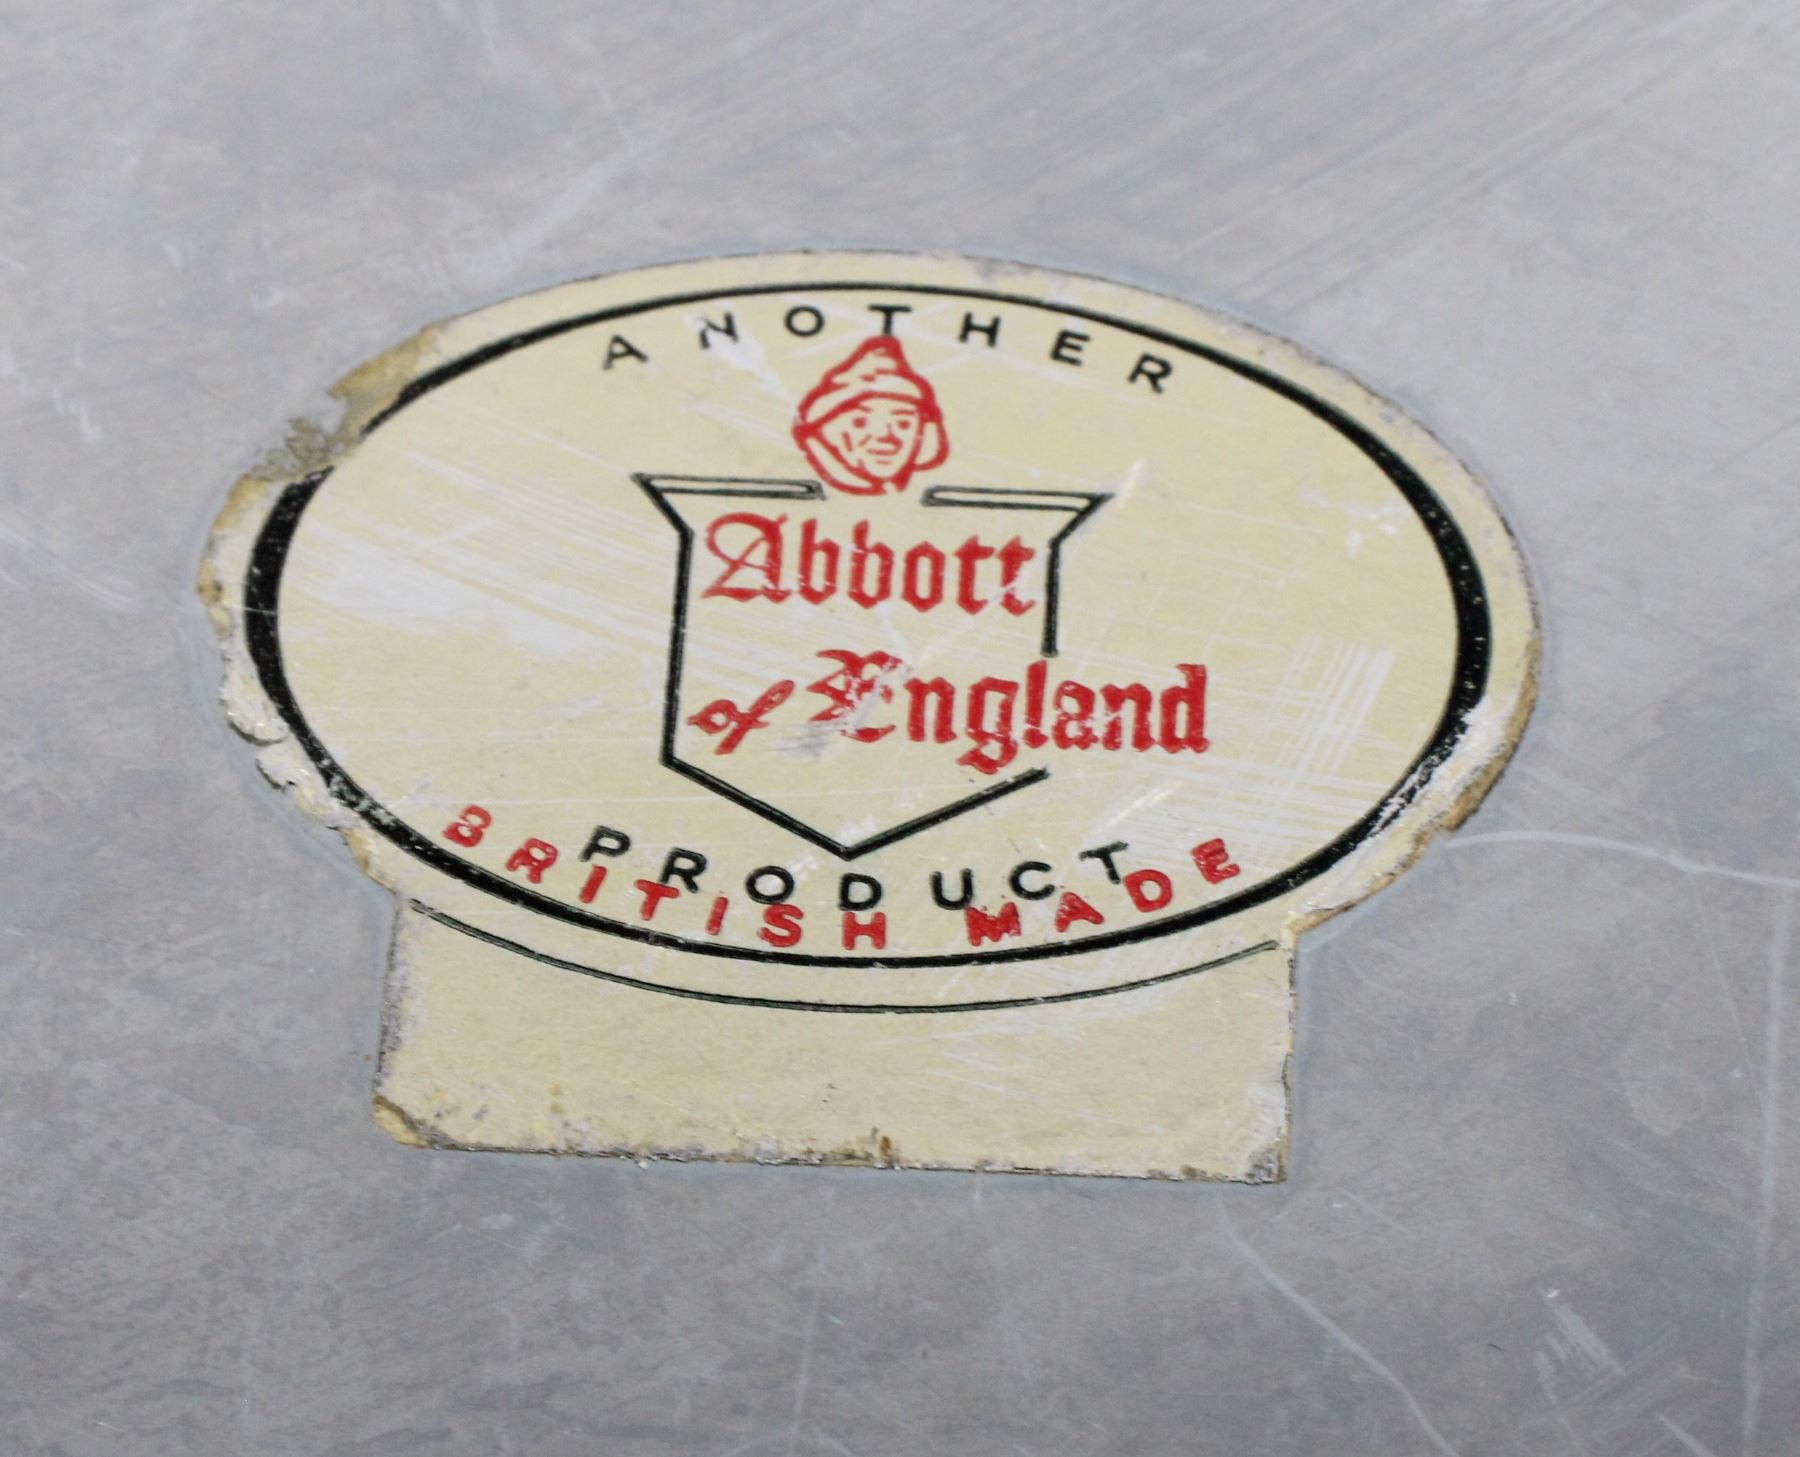 ANOTHER
Abbott
of England
PRODUCT
BRITISH MADE